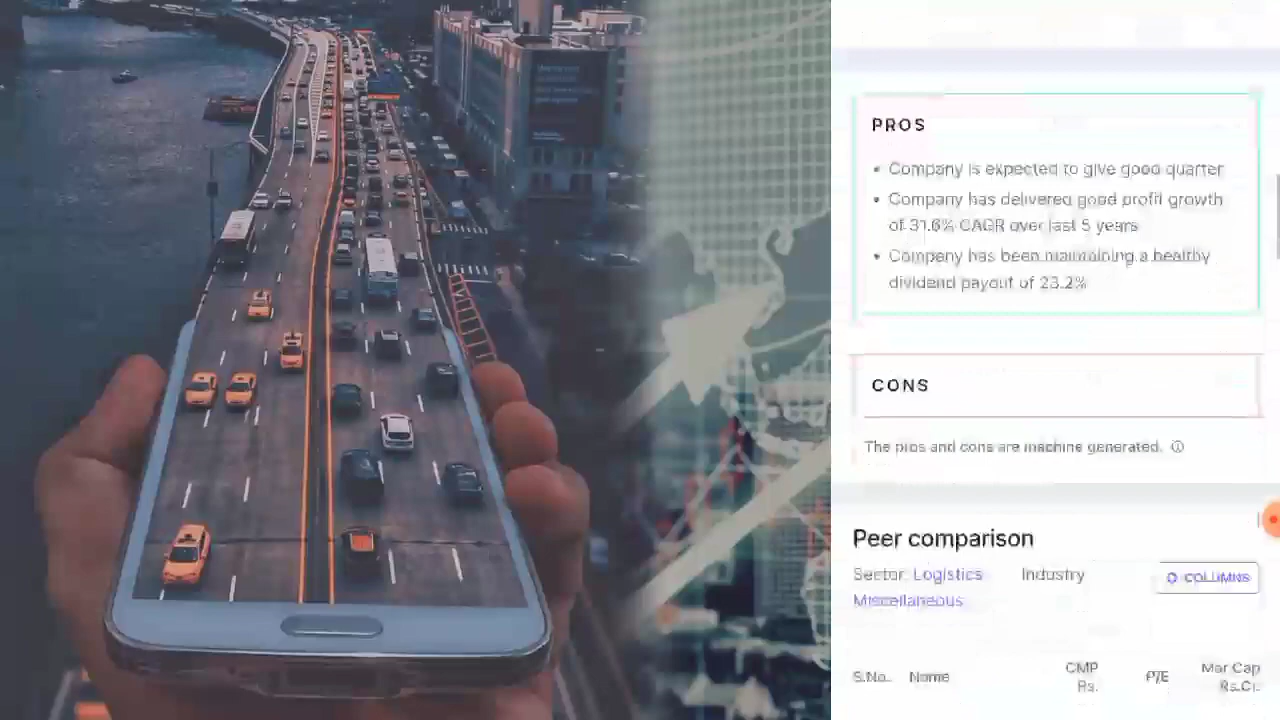 PROS
• Company is expected to give good quarter
• Company has delivered good profit growth
of 31.6% CAGR over last 5 years
• Company has been maintaining a healthy
dividend payout of 23.2%
CONS
The pros and cons are machine generated.
Peer comparison
Sector: Logistics Industry
Miscellaneous
COLUMNS
S.No. Name CMP Rs. P/E Mar Cap Rs.Cr.